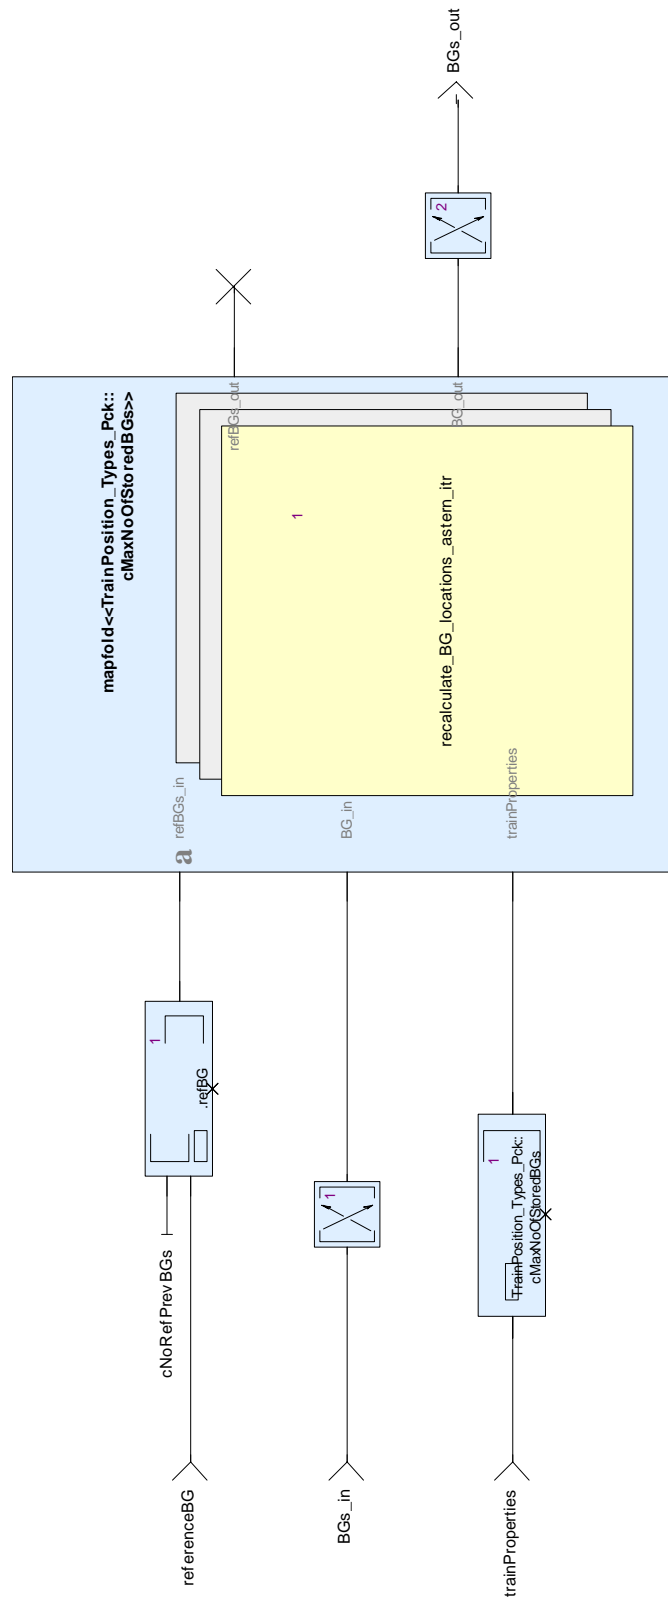 referenceBG
cNoRefPrevBGs
1
.refBG
BGs_in
1
trainProperties
1
TrainPosition_Types_Pck::
cMaxNoOfStoredBGs
mapfold<<TrainPosition_Types_Pck::
cMaxNoOfStoredBGs>>
a refBGs_in
BG_in
trainProperties
1
recalculate_BG_locations_astern_itr
refBGs_out
BG_out
2
BGs_out